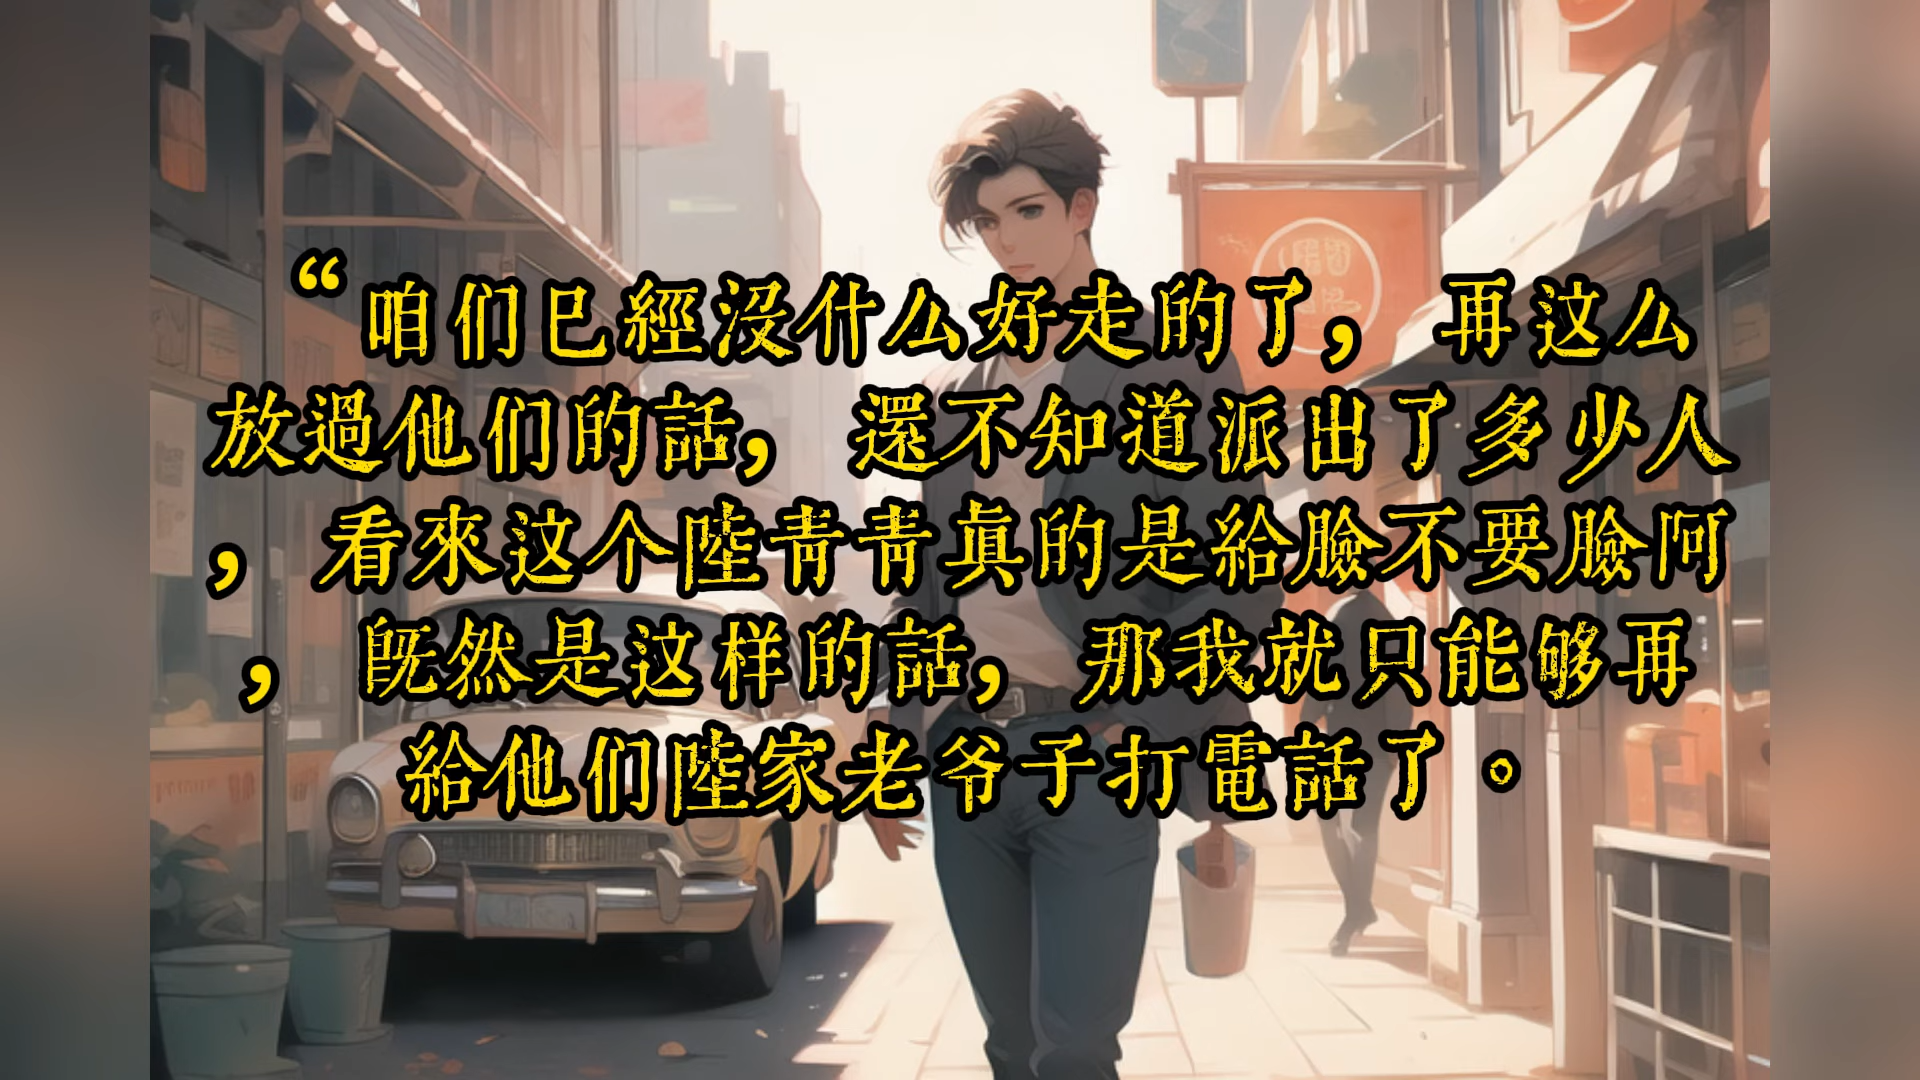 “咱们已經没什么好走的了，再这么
放過他们的話，還不知道派出了多少人
，看來这个陸青青眞的是給臉不要臉阿
，既然是这样的話，那我就只能够再
給他们陸家老爷子打電話了。